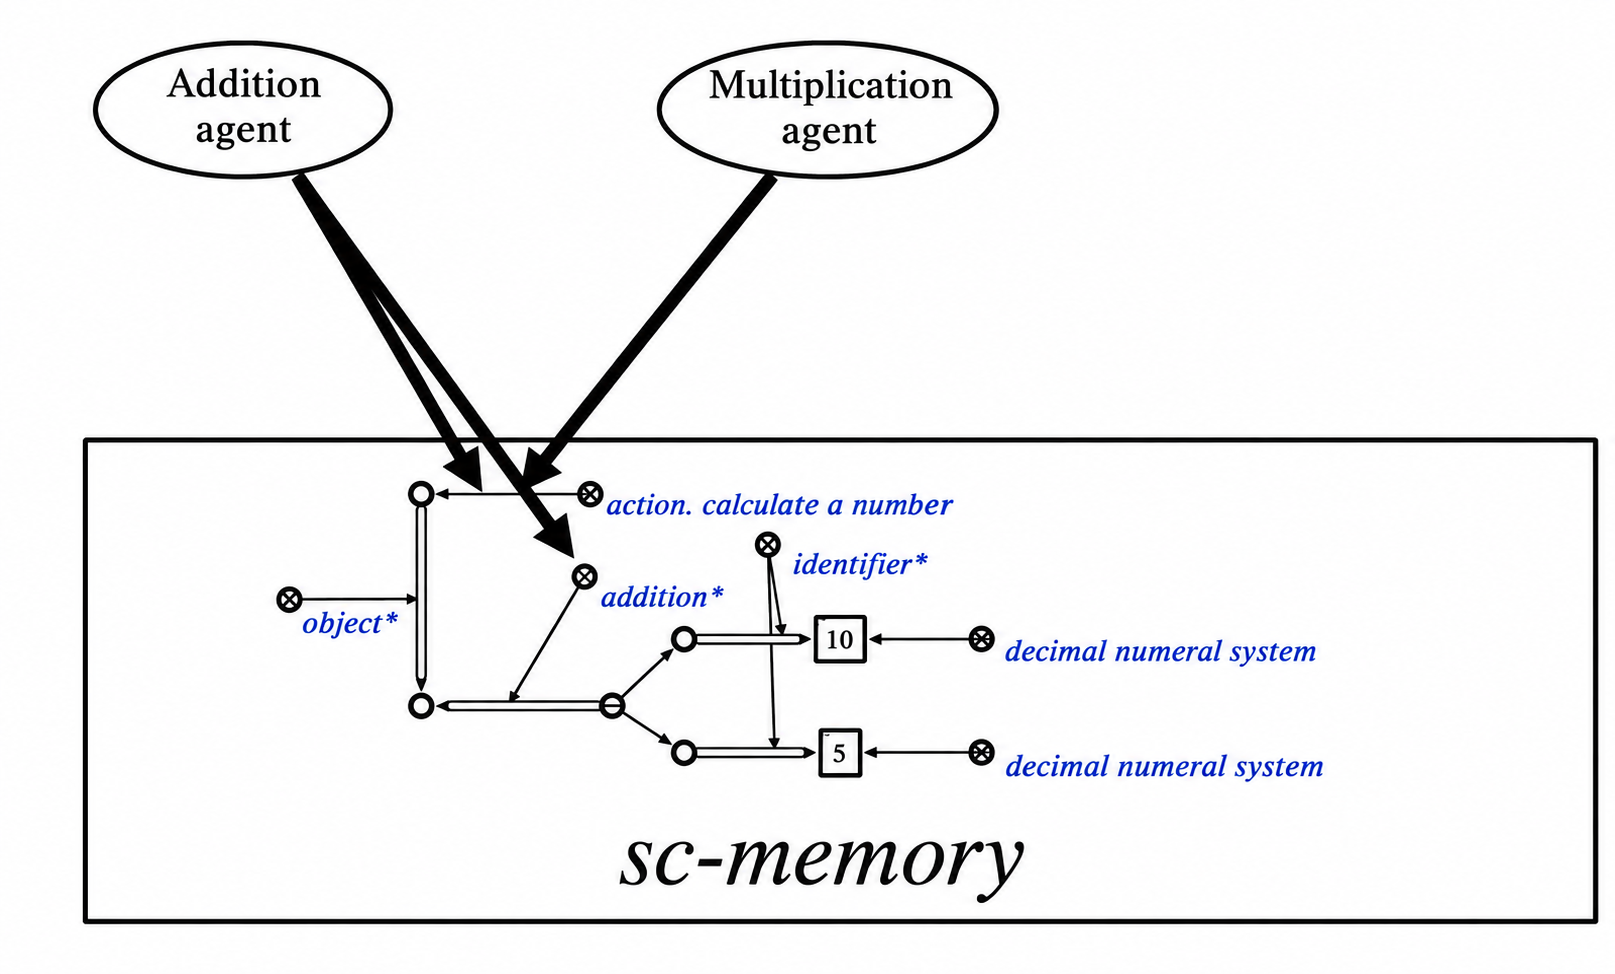 Addition
agent
Multiplication
agent
action. calculate a number
identifier*
addition*
object*
10
decimal numeral system
5
decimal numeral system
sc-memory